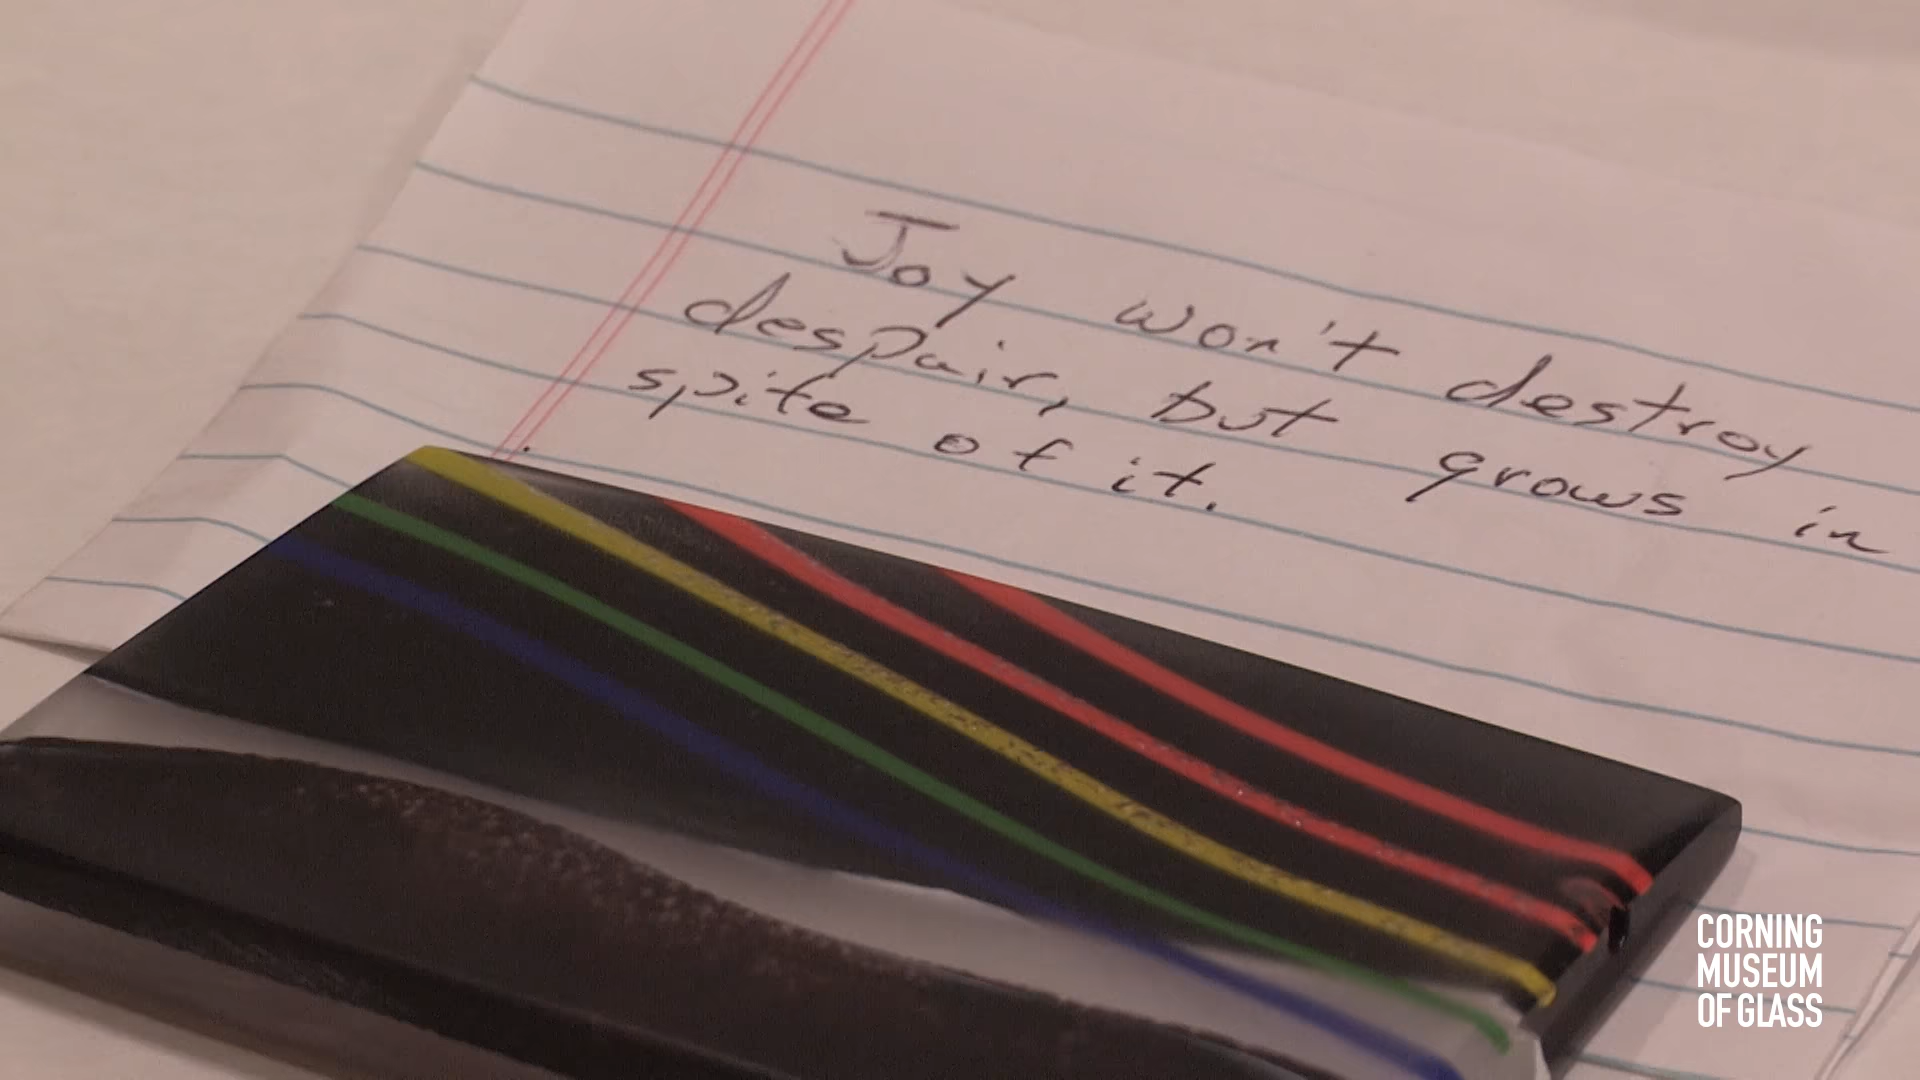 Joy won't destroy
despair, but grows in
spite of it.
CORNING
MUSEUM
OF GLASS